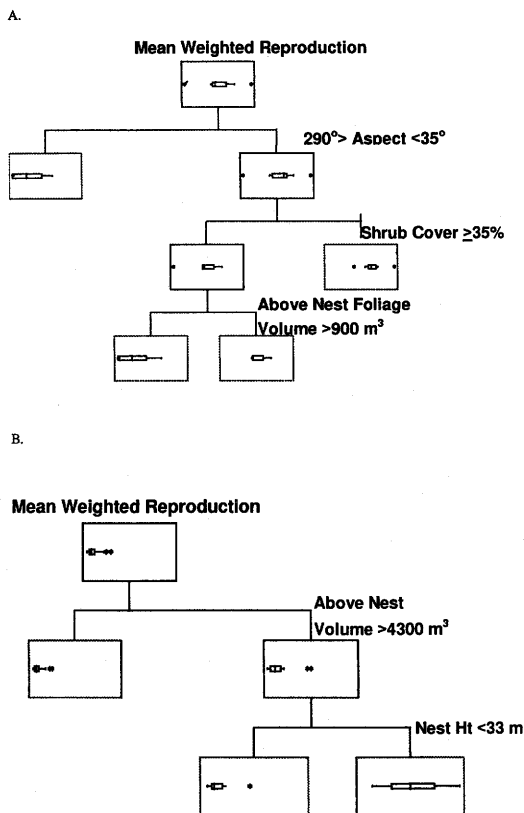 A.
Mean Weighted Reproduction
290°> Aspect <35°
Shrub Cover ≥35%
Above Nest Foliage
Volume >900 m³
B.
Mean Weighted Reproduction
Above Nest
Volume >4300 m³
Nest Ht <33 m